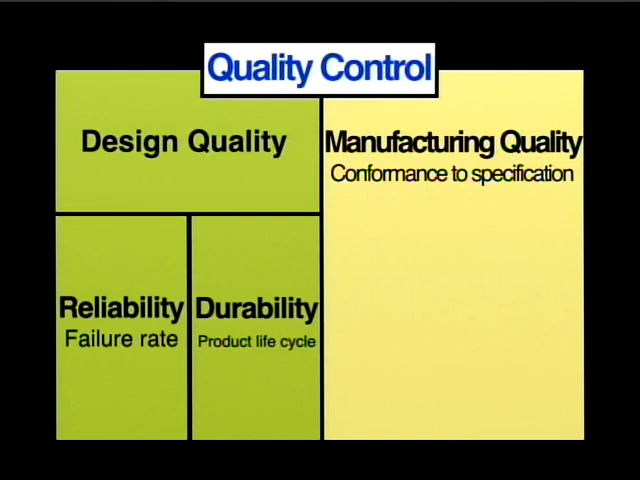 Quality Control
Design Quality
Manufacturing Quality
Conformance to specification
Reliability
Failure rate
Durability
Product life cycle